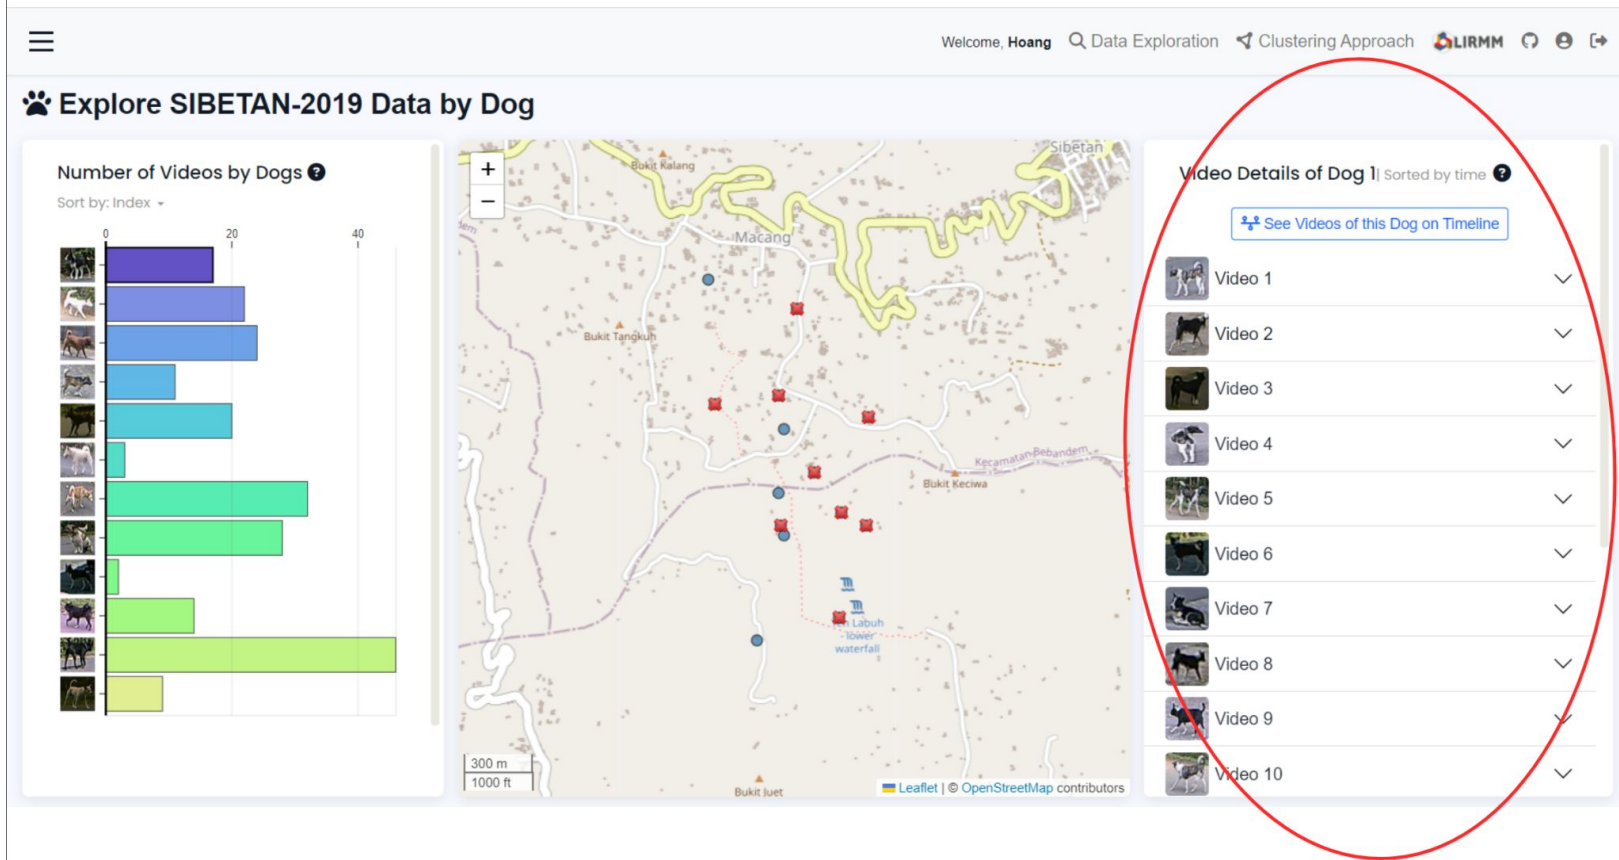 Welcome, Hoang Data Exploration Clustering Approach LIRMM
Explore SIBETAN-2019 Data by Dog
Number of Videos by Dogs ?
Sort by: Index
0 20 40
+
−
Bukit Kalang
Sibetan
Macang
Bukit Tangkuh
Kecamatan Bebandem
Bukit Keciwa
Labuh
- lower
waterfall
Bukit Juet
300 m
1000 ft
Leaflet | © OpenStreetMap contributors
Video Details of Dog 1| Sorted by time ?
See Videos of this Dog on Timeline
Video 1
Video 2
Video 3
Video 4
Video 5
Video 6
Video 7
Video 8
Video 9
Video 10